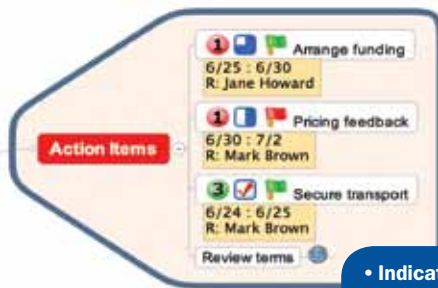 1 Arrange funding
6/25 : 6/30
R: Jane Howard
1 Pricing feedback
6/30 : 7/2
R: Mark Brown
Action Items
3 Secure transport
6/24 : 6/25
R: Mark Brown
Review terms
• Indicat